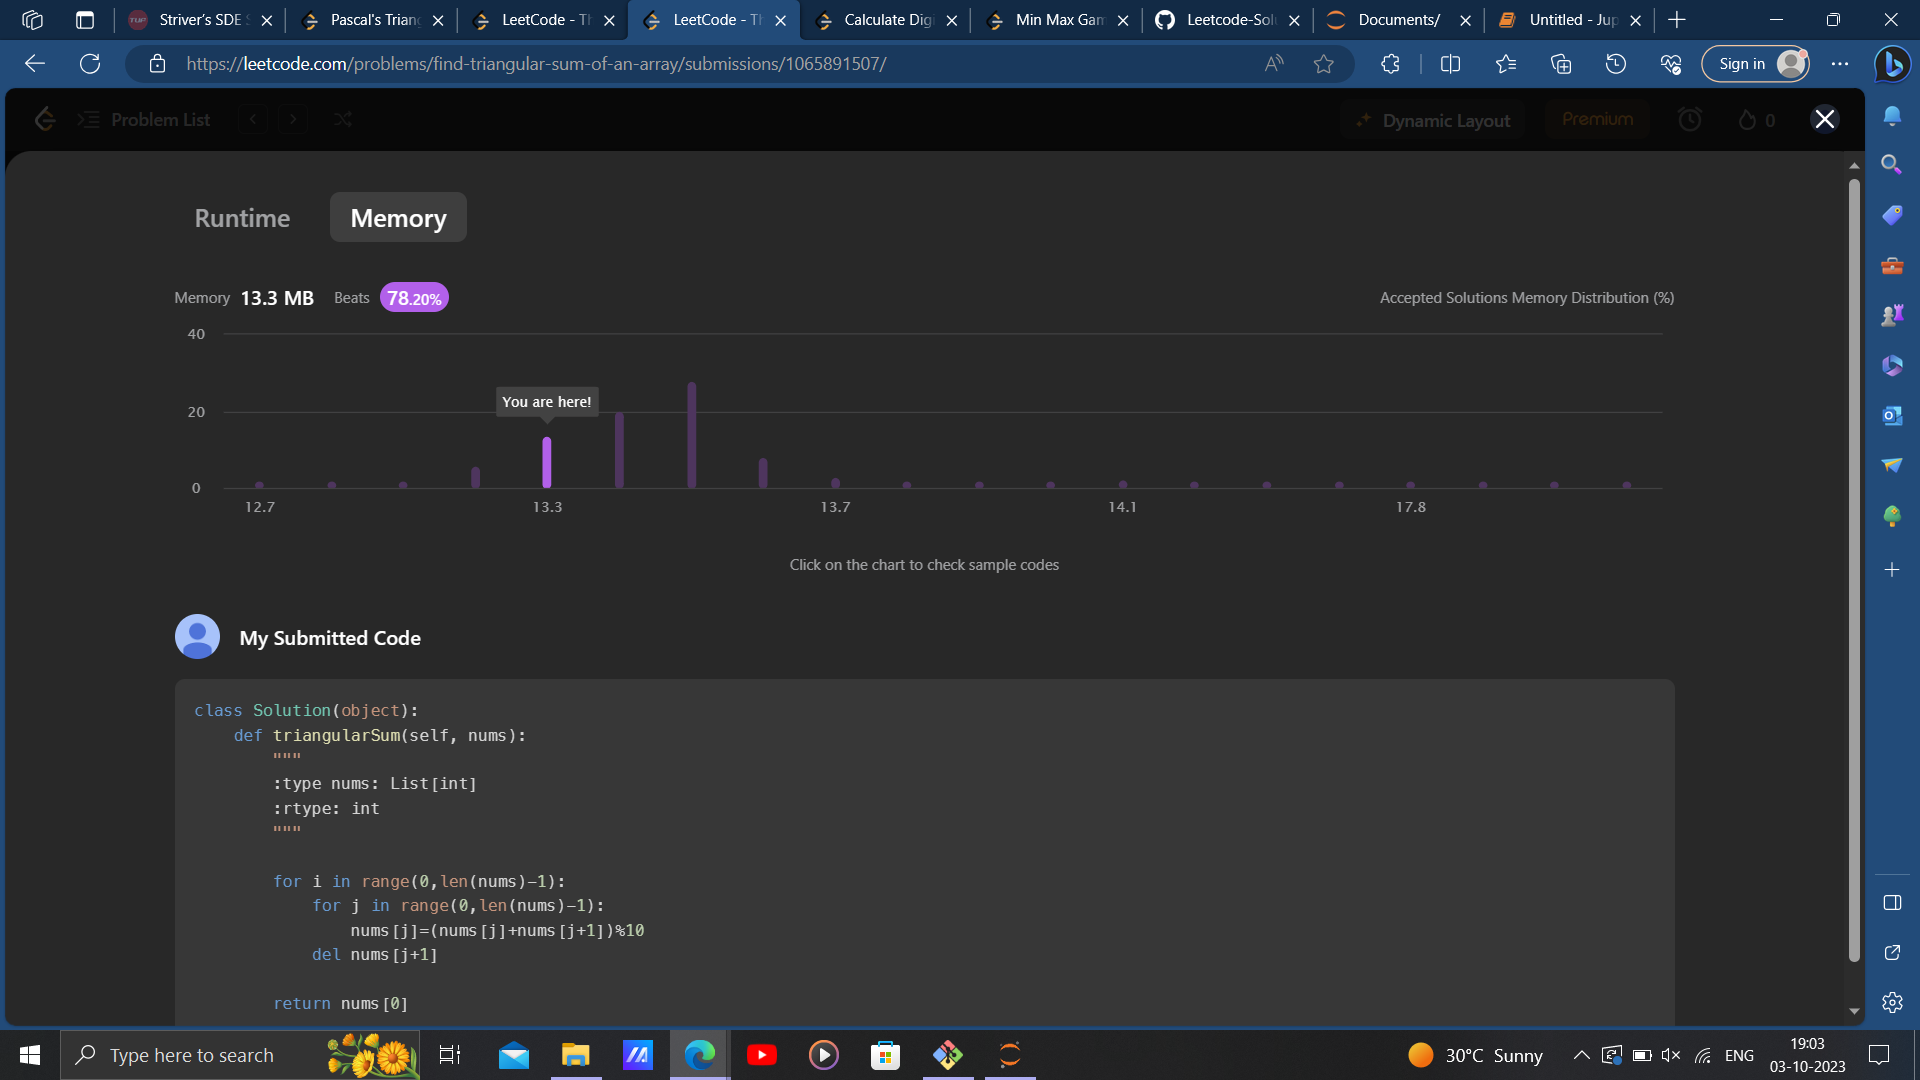 Striver's SDE S
Pascal's Triang
LeetCode - Th
LeetCode - Th
Calculate Digi
Min Max Gam
Leetcode-Solu
Documents/
Untitled - Jup
https://leetcode.com/problems/find-triangular-sum-of-an-array/submissions/1065891507/
Sign in
Problem List
Dynamic Layout
Premium
0
Runtime
Memory
Memory 13.3 MB Beats 78.20%
Accepted Solutions Memory Distribution (%)
40
You are here!
20
0
12.7 13.3 13.7 14.1 17.8
Click on the chart to check sample codes
My Submitted Code
class Solution(object):
    def triangularSum(self, nums):
        """
        :type nums: List[int]
        :rtype: int
        """
        for i in range(0,len(nums)-1):
            for j in range(0,len(nums)-1):
                nums[j]=(nums[j]+nums[j+1])%10
            del nums[j+1]
        return nums[0]
Type here to search
30°C Sunny
ENG
19:03
03-10-2023